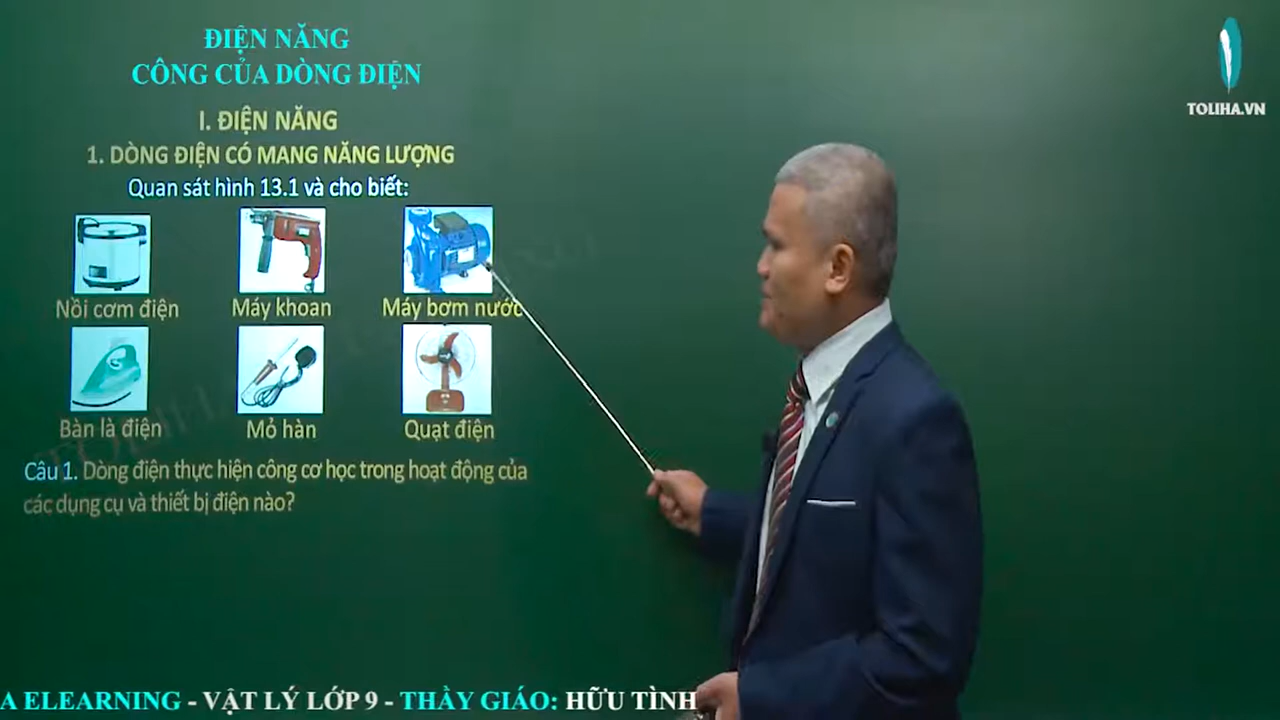 ĐIỆN NĂNG
CÔNG CỦA DÒNG ĐIỆN
TOLIHA.VN
I. ĐIỆN NĂNG
1. DÒNG ĐIỆN CÓ MANG NĂNG LƯỢNG
Quan sát hình 13.1 và cho biết:
Nồi cơm điện
Máy khoan
Máy bơm nước
Bàn là điện
Mỏ hàn
Quạt điện
Câu 1. Dòng điện thực hiện công cơ học trong hoạt động của
các dụng cụ và thiết bị điện nào?
A ELEARNING - VẬT LÝ LỚP 9 - THẦY GIÁO: HỮU TÌNH